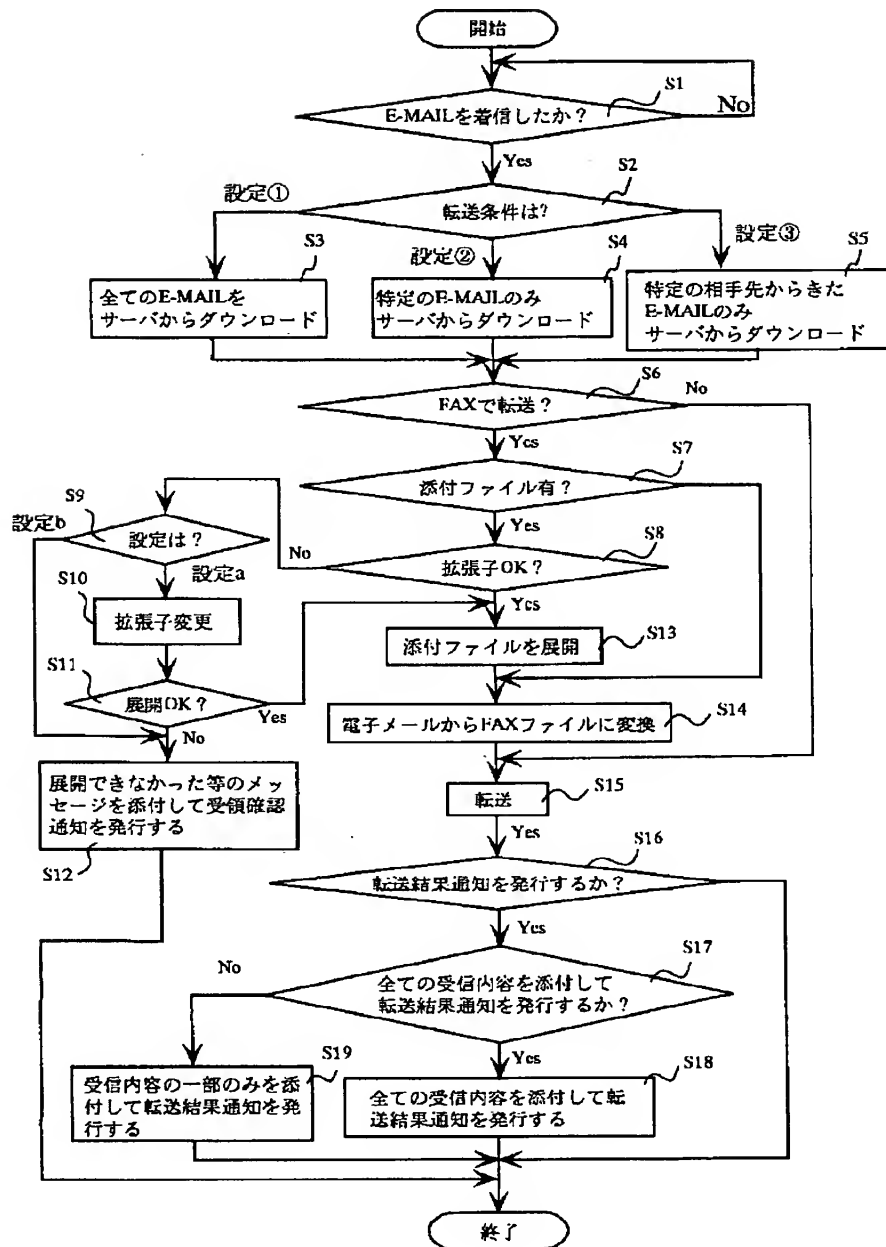 開始
S1
E-MAILを着信したか？
No
Yes
S2
設定①
転送条件は?
設定②
設定③
S3
S4
S5
全てのE-MAILを
サーバからダウンロード
特定のE-MAILのみ
サーバからダウンロード
特定の相手先からきた
E-MAILのみ
サーバからダウンロード
S6
No
FAXで転送？
Yes
S7
添付ファイル有？
S9
設定b
設定は？
Yes
S8
No
拡張子OK？
設定a
S10
Yes
拡張子変更
S13
添付ファイルを展開
S11
展開OK？
Yes
S14
電子メールからFAXファイルに変換
No
展開できなかった等のメッ
セージを添付して受領確認
通知を発行する
S15
転送
S12
Yes
S16
転送結果通知を発行するか？
Yes
S17
No
全ての受信内容を添付して
転送結果通知を発行するか？
S19
Yes
S18
受信内容の一部のみを添
付して転送結果通知を発
行する
全ての受信内容を添付して転
送結果通知を発行する
終了